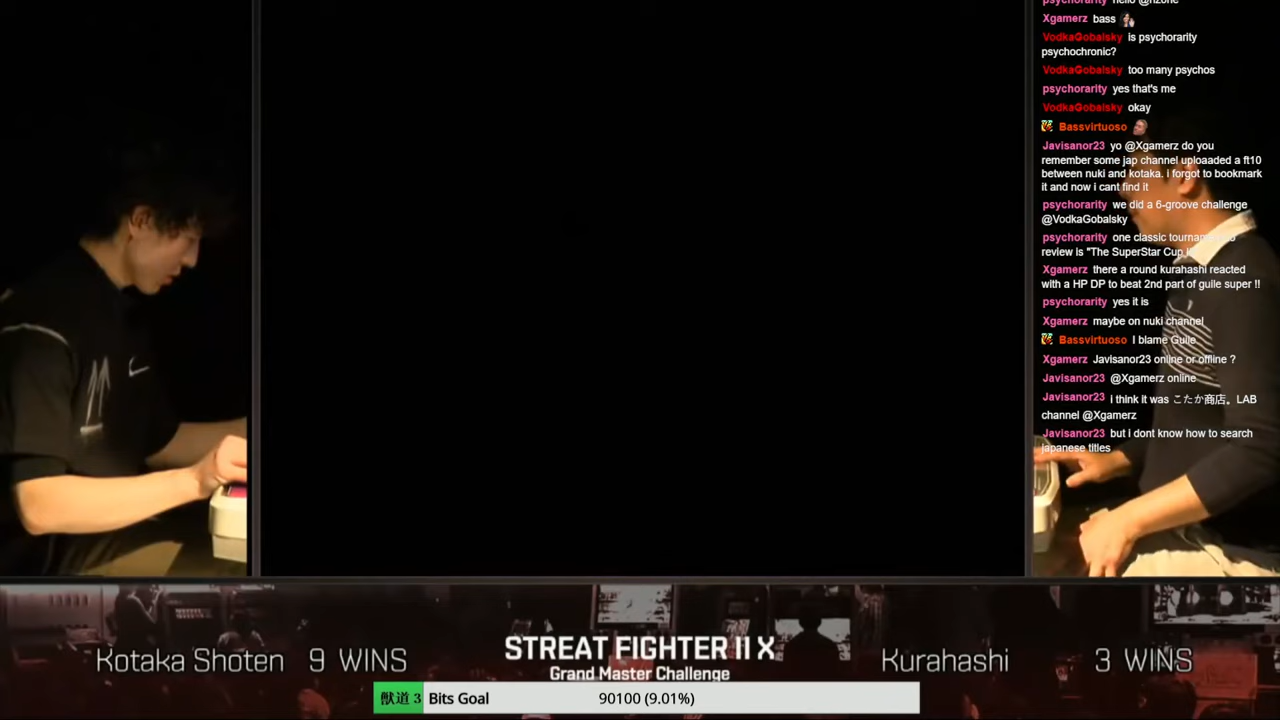 psychorarity hello @hzone
Xgamerz bass
VodkaGobalsky is psychorarity
psychochronic?
VodkaGobalsky too many psychos
psychorarity yes that's me
VodkaGobalsky okay
Bassvirtuoso
Javisanor23 yo @Xgamerz do you
remember some jap channel uploaaded a ft10
between nuki and kotaka. i forgot to bookmark
it and now i cant find it
psychorarity we did a 6-groove challenge
@VodkaGobalsky
psychorarity one classic
review is "The SuperStar Cup
Xgamerz there a round kurahashi reacted
with a HP DP to beat 2nd part of guile super !!
psychorarity yes it is
Xgamerz maybe on nuki channel
Bassvirtuoso I blame Guile
Xgamerz Javisanor23 online or offline ?
Javisanor23 @Xgamerz online
Javisanor23 i think it was こたか商店。LAB
channel @Xgamerz
Javisanor23 but i dont know how to search
japanese titles
Kotaka Shoten 9 WINS
STREAT FIGHTER II X
Grand Master Challenge
Kurahashi 3 WINS
獣道 3 Bits Goal 90100 (9.01%)